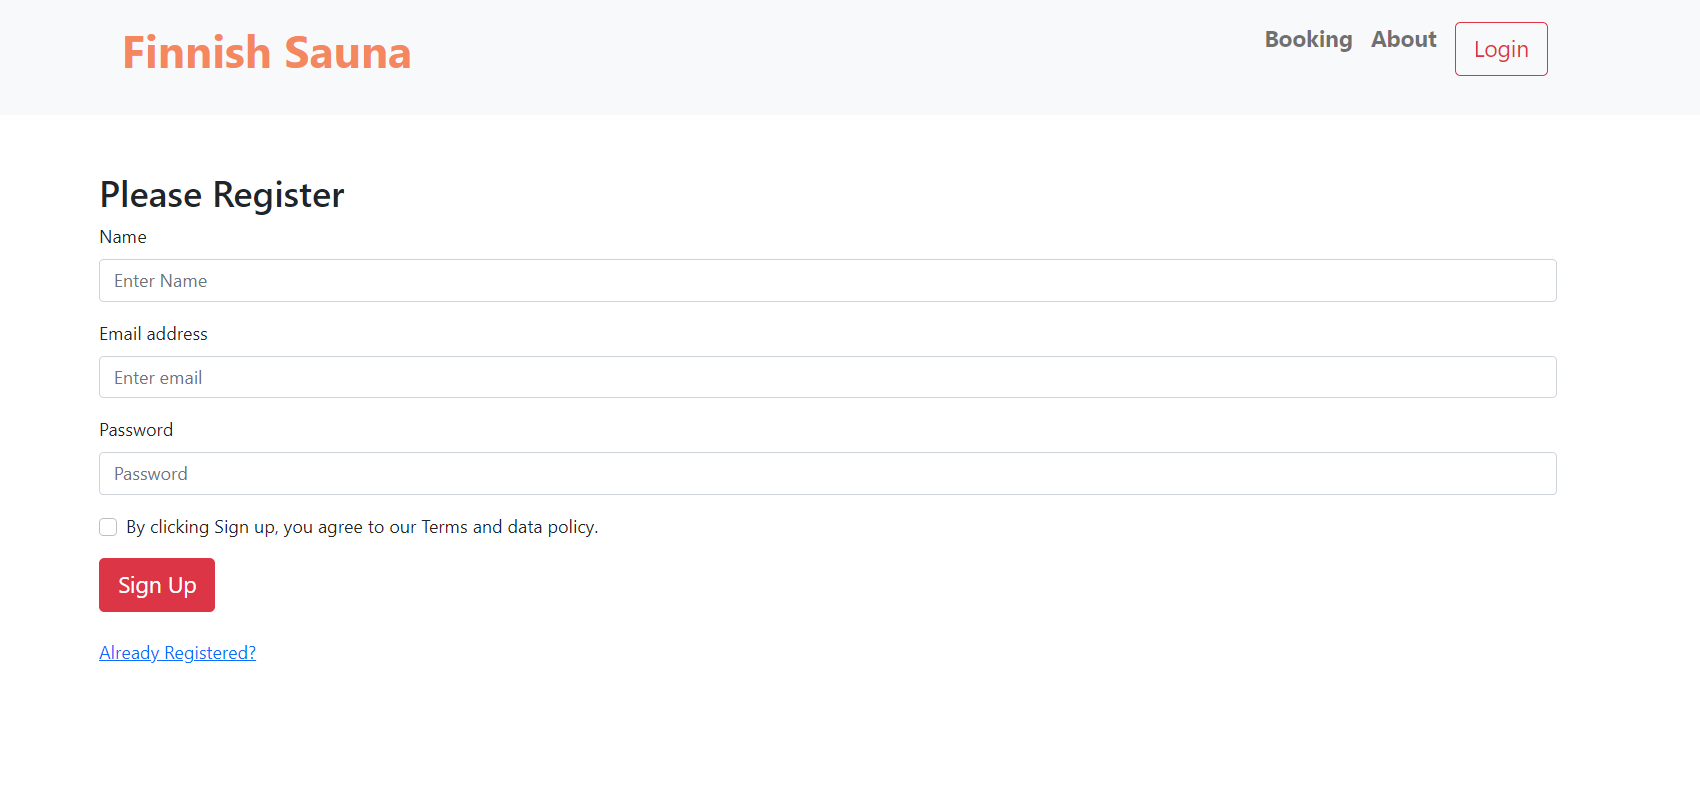 Finnish Sauna
Booking About Login
Please Register
Name
Enter Name
Email address
Enter email
Password
Password
By clicking Sign up, you agree to our Terms and data policy.
Sign Up
Already Registered?